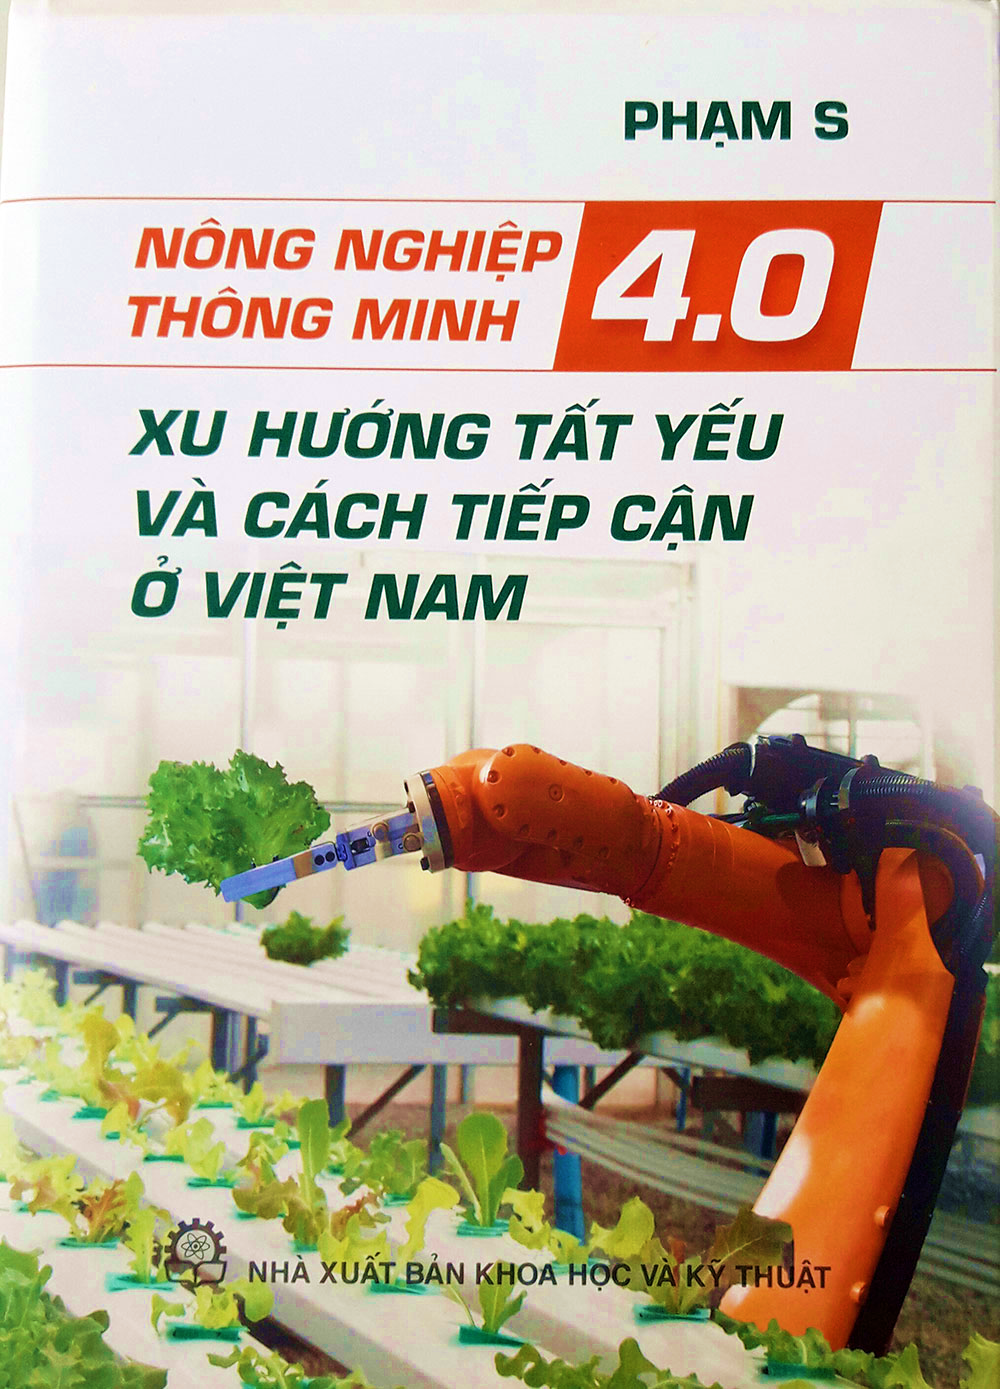 PHẠM S
NÔNG NGHIỆP
THÔNG MINH
4.0
XU HƯỚNG TẤT YẾU
VÀ CÁCH TIẾP CẬN
Ở VIỆT NAM
NHÀ XUẤT BẢN KHOA HỌC VÀ KỸ THUẬT